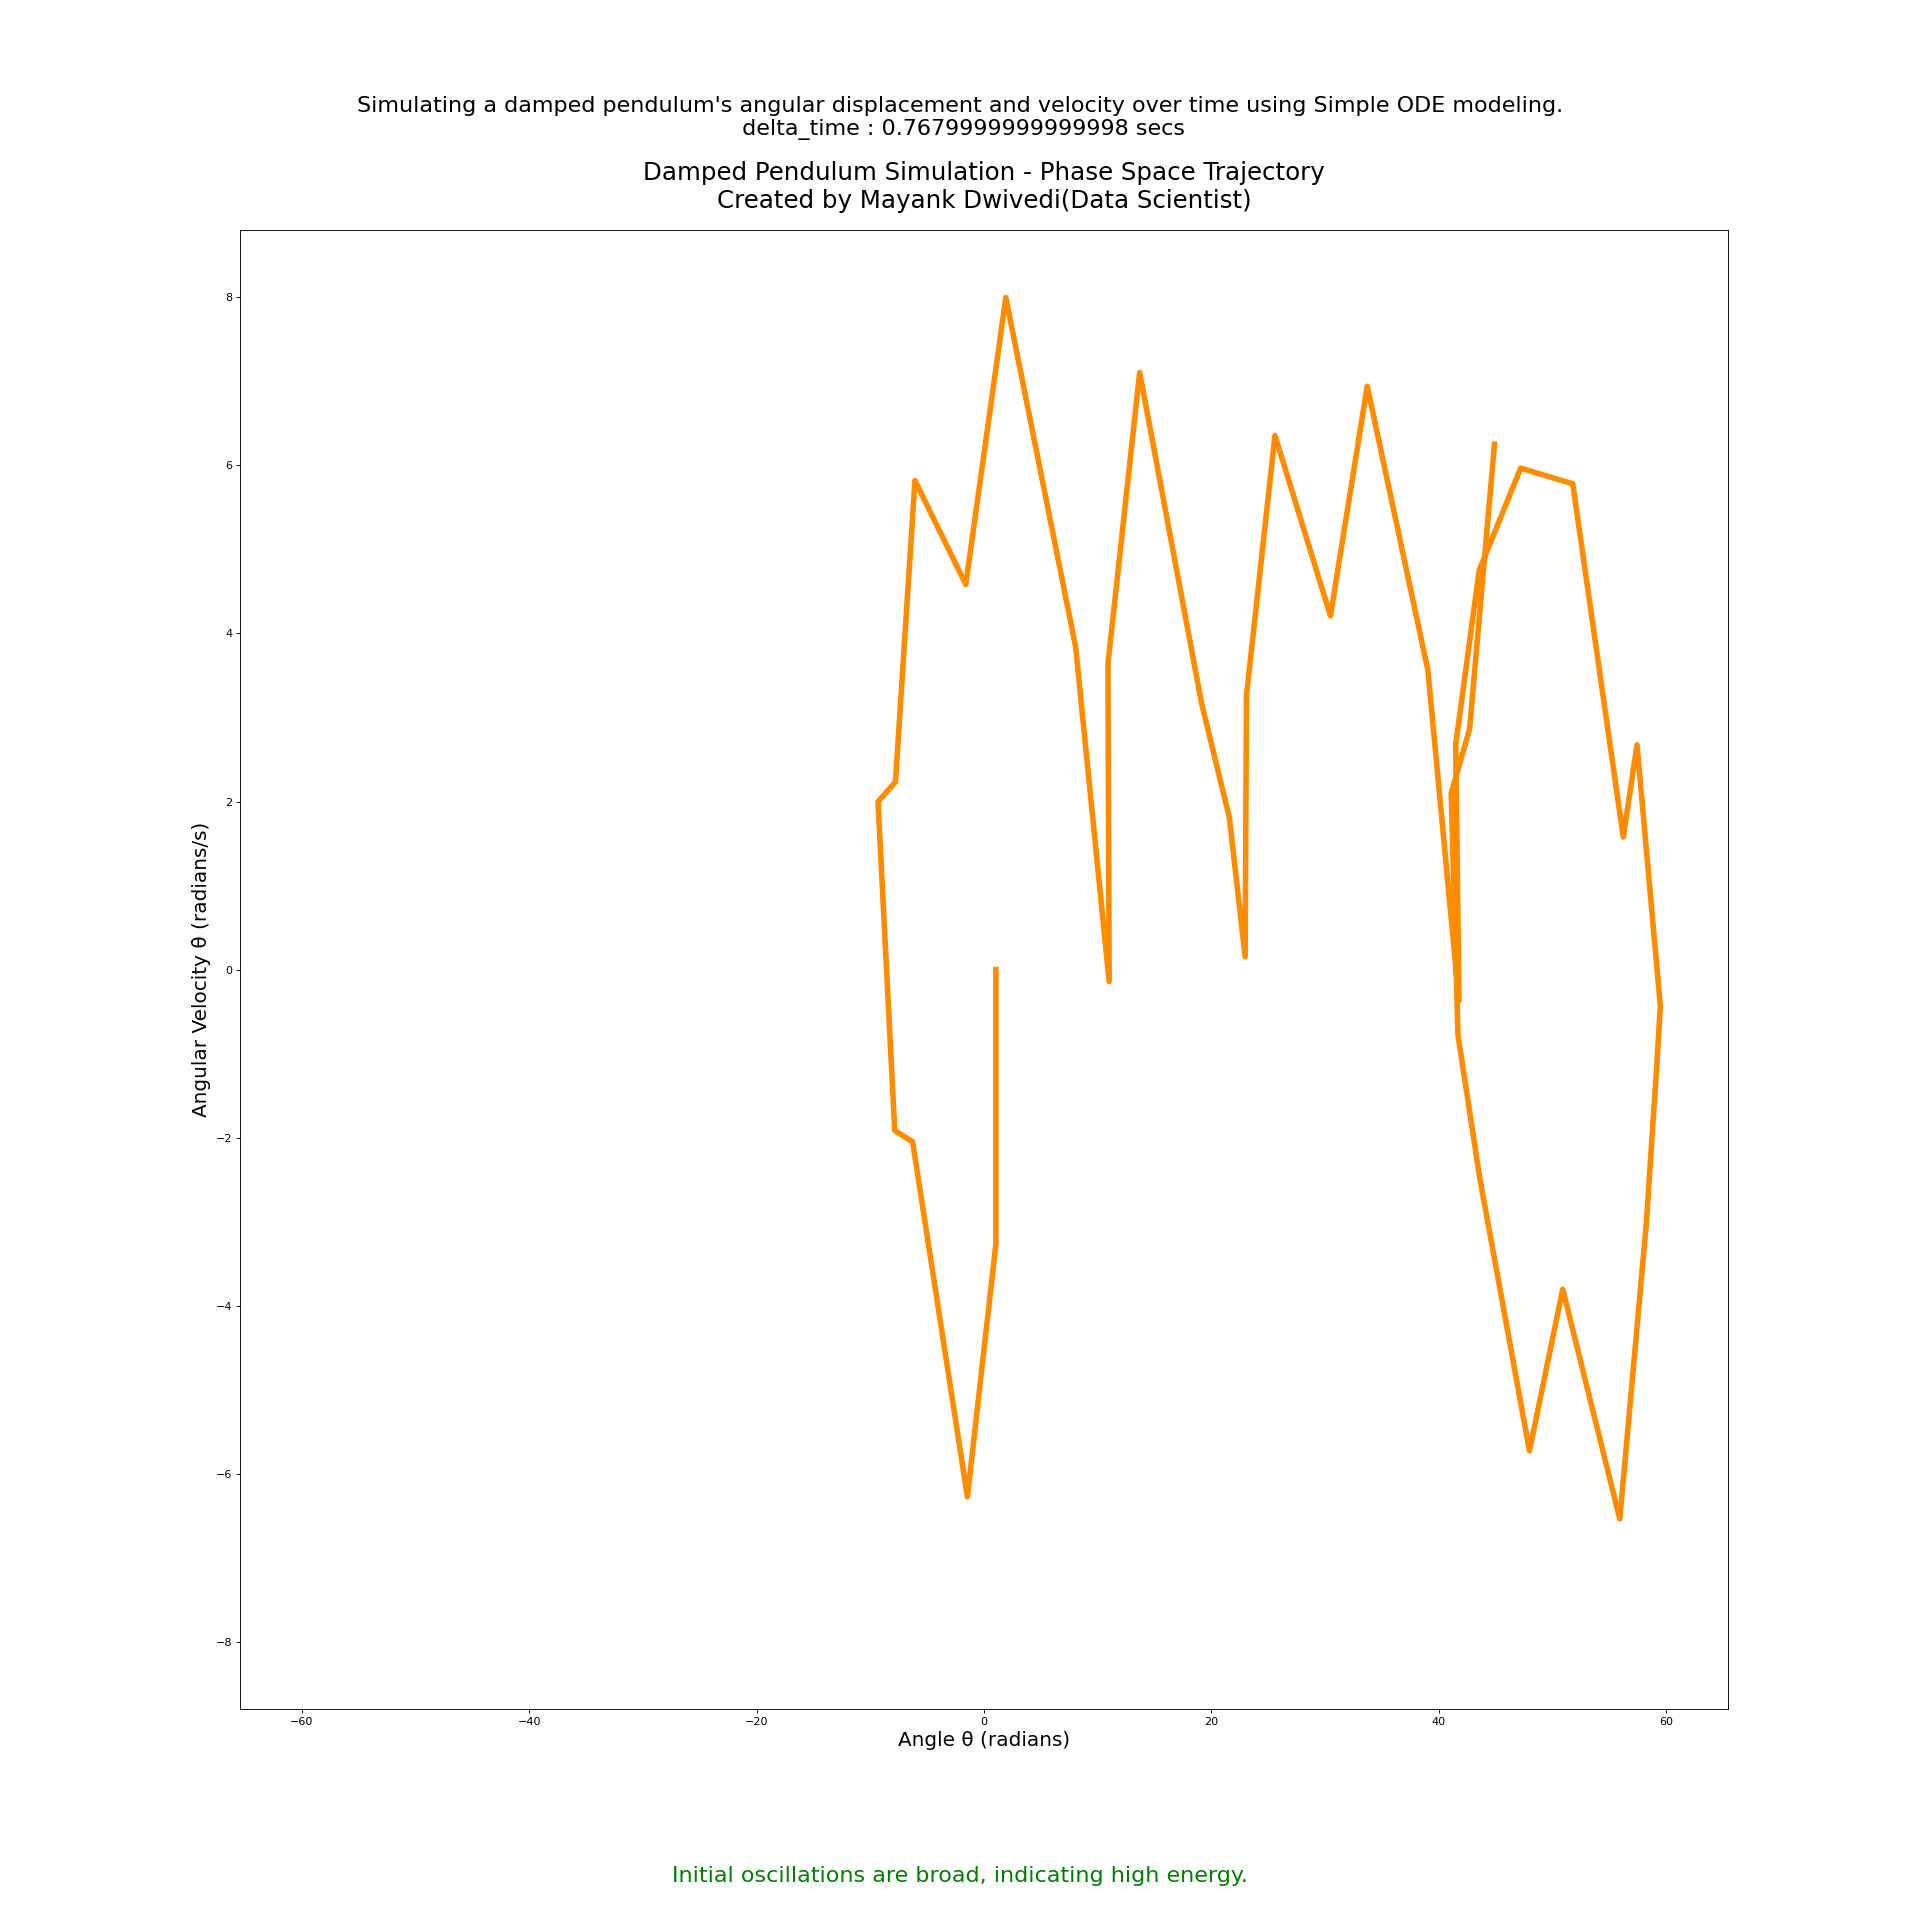 Simulating a damped pendulum's angular displacement and velocity over time using Simple ODE modeling.
delta_time : 0.7679999999999998 secs
Damped Pendulum Simulation - Phase Space Trajectory
Created by Mayank Dwivedi(Data Scientist)
8
6
4
2
0
−2
−4
−6
−8
Angular Velocity θ (radians/s)
−60
−40
−20
0
20
40
60
Angle θ (radians)
Initial oscillations are broad, indicating high energy.